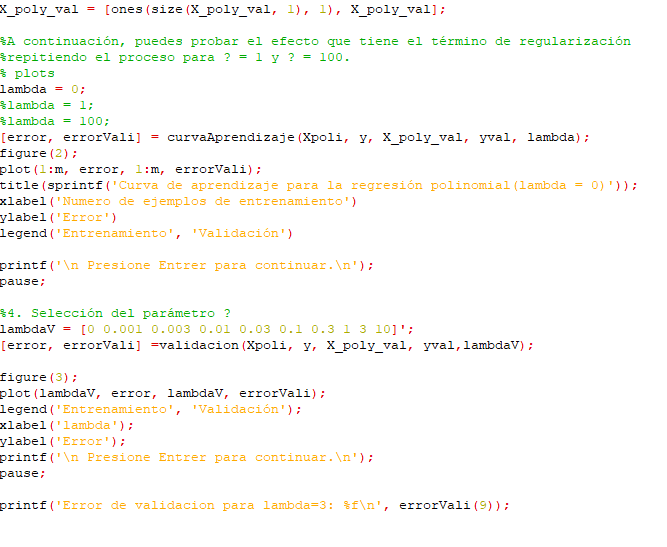 X_poly_val = [ones(size(X_poly_val, 1), 1), X_poly_val];
%A continuación, puedes probar el efecto que tiene el término de regularización
%repitiendo el proceso para ? = 1 y ? = 100.
% plots
lambda = 0;
%lambda = 1;
%lambda = 100;
[error, errorVali] = curvaAprendizaje(Xpoli, y, X_poly_val, yval, lambda);
figure(2);
plot(1:m, error, 1:m, errorVali);
title(sprintf('Curva de aprendizaje para la regresión polinomial(lambda = 0)'));
xlabel('Numero de ejemplos de entrenamiento')
ylabel('Error')
legend('Entrenamiento', 'Validación')
printf('\n Presione Entrer para continuar.\n');
pause;
%4. Selección del parámetro ?
lambdaV = [0 0.001 0.003 0.01 0.03 0.1 0.3 1 3 10]';
[error, errorVali] =validacion(Xpoli, y, X_poly_val, yval,lambdaV);
figure(3);
plot(lambdaV, error, lambdaV, errorVali);
legend('Entrenamiento', 'Validación');
xlabel('lambda');
ylabel('Error');
printf('\n Presione Entrer para continuar.\n');
pause;
printf('Error de validacion para lambda=3: %f\n', errorVali(9));